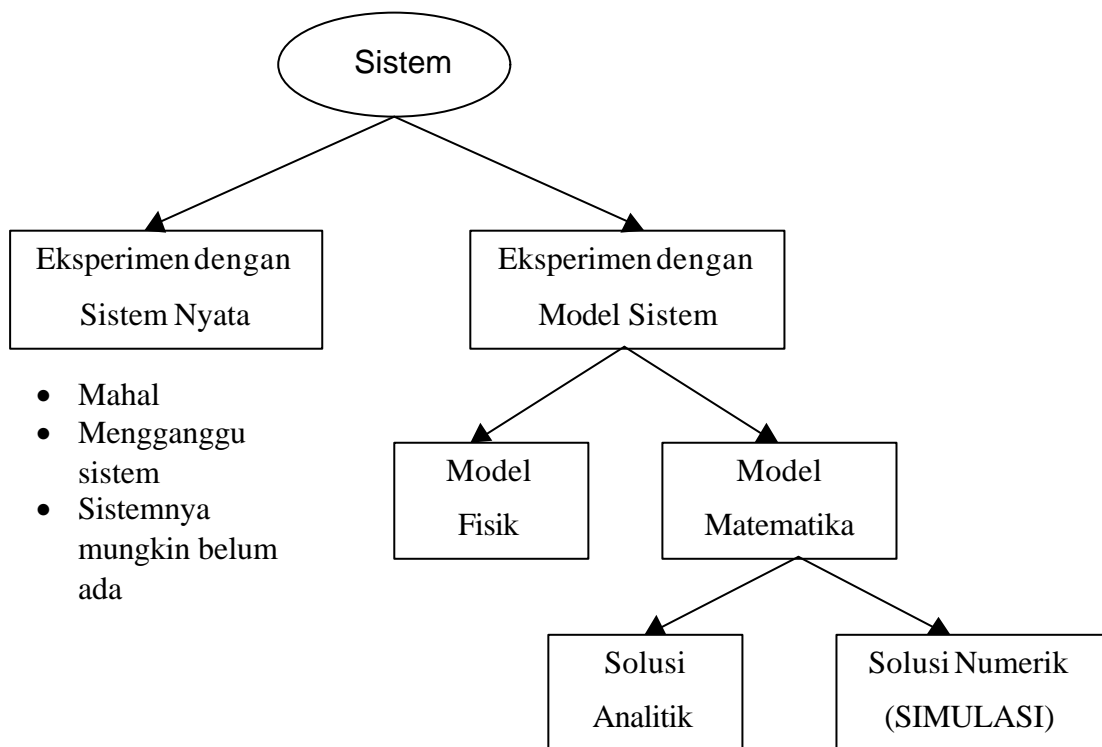 Sistem
Eksperimen dengan
Sistem Nyata
Eksperimen dengan
Model Sistem
• Mahal
• Mengganggu
sistem
• Sistemnya
mungkin belum
ada
Model
Fisik
Model
Matematika
Solusi
Analitik
Solusi Numerik
(SIMULASI)